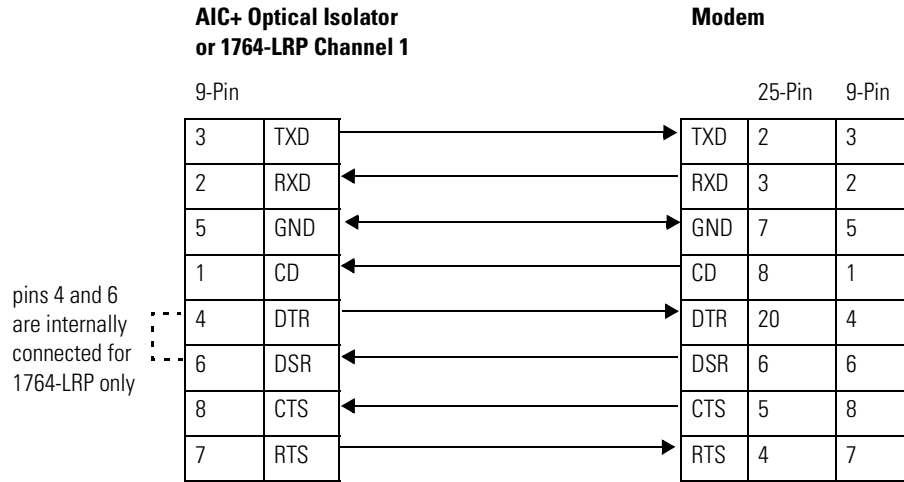 AIC+ Optical Isolator
or 1764-LRP Channel 1
Modem
9-Pin
25-Pin 9-Pin
3 TXD TXD 2 3
2 RXD RXD 3 2
5 GND GND 7 5
1 CD CD 8 1
4 DTR DTR 20 4
6 DSR DSR 6 6
8 CTS CTS 5 8
7 RTS RTS 4 7
pins 4 and 6
are internally
connected for
1764-LRP only